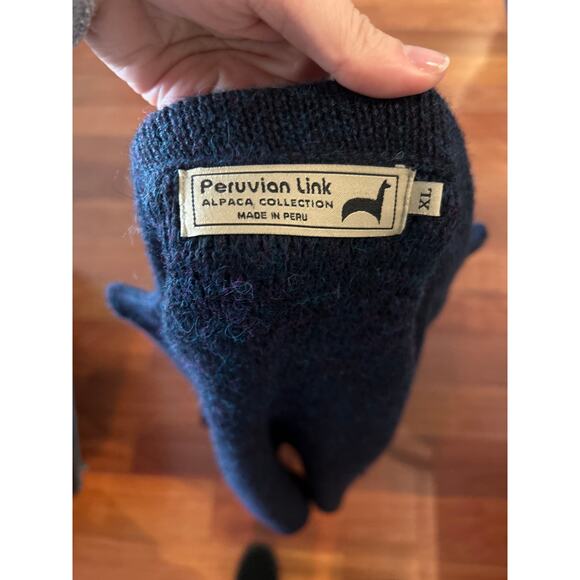 Peruvian Link
ALPACA COLLECTION
MADE IN PERU
XL